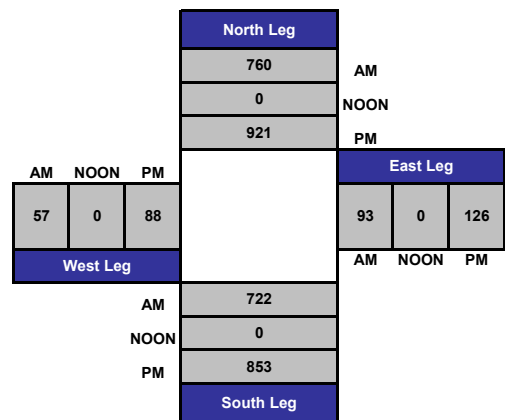 North Leg
760 AM
0 NOON
921 PM
AM NOON PM
East Leg
57 0 88
93 0 126
West Leg
AM NOON PM
AM 722
NOON 0
PM 853
South Leg